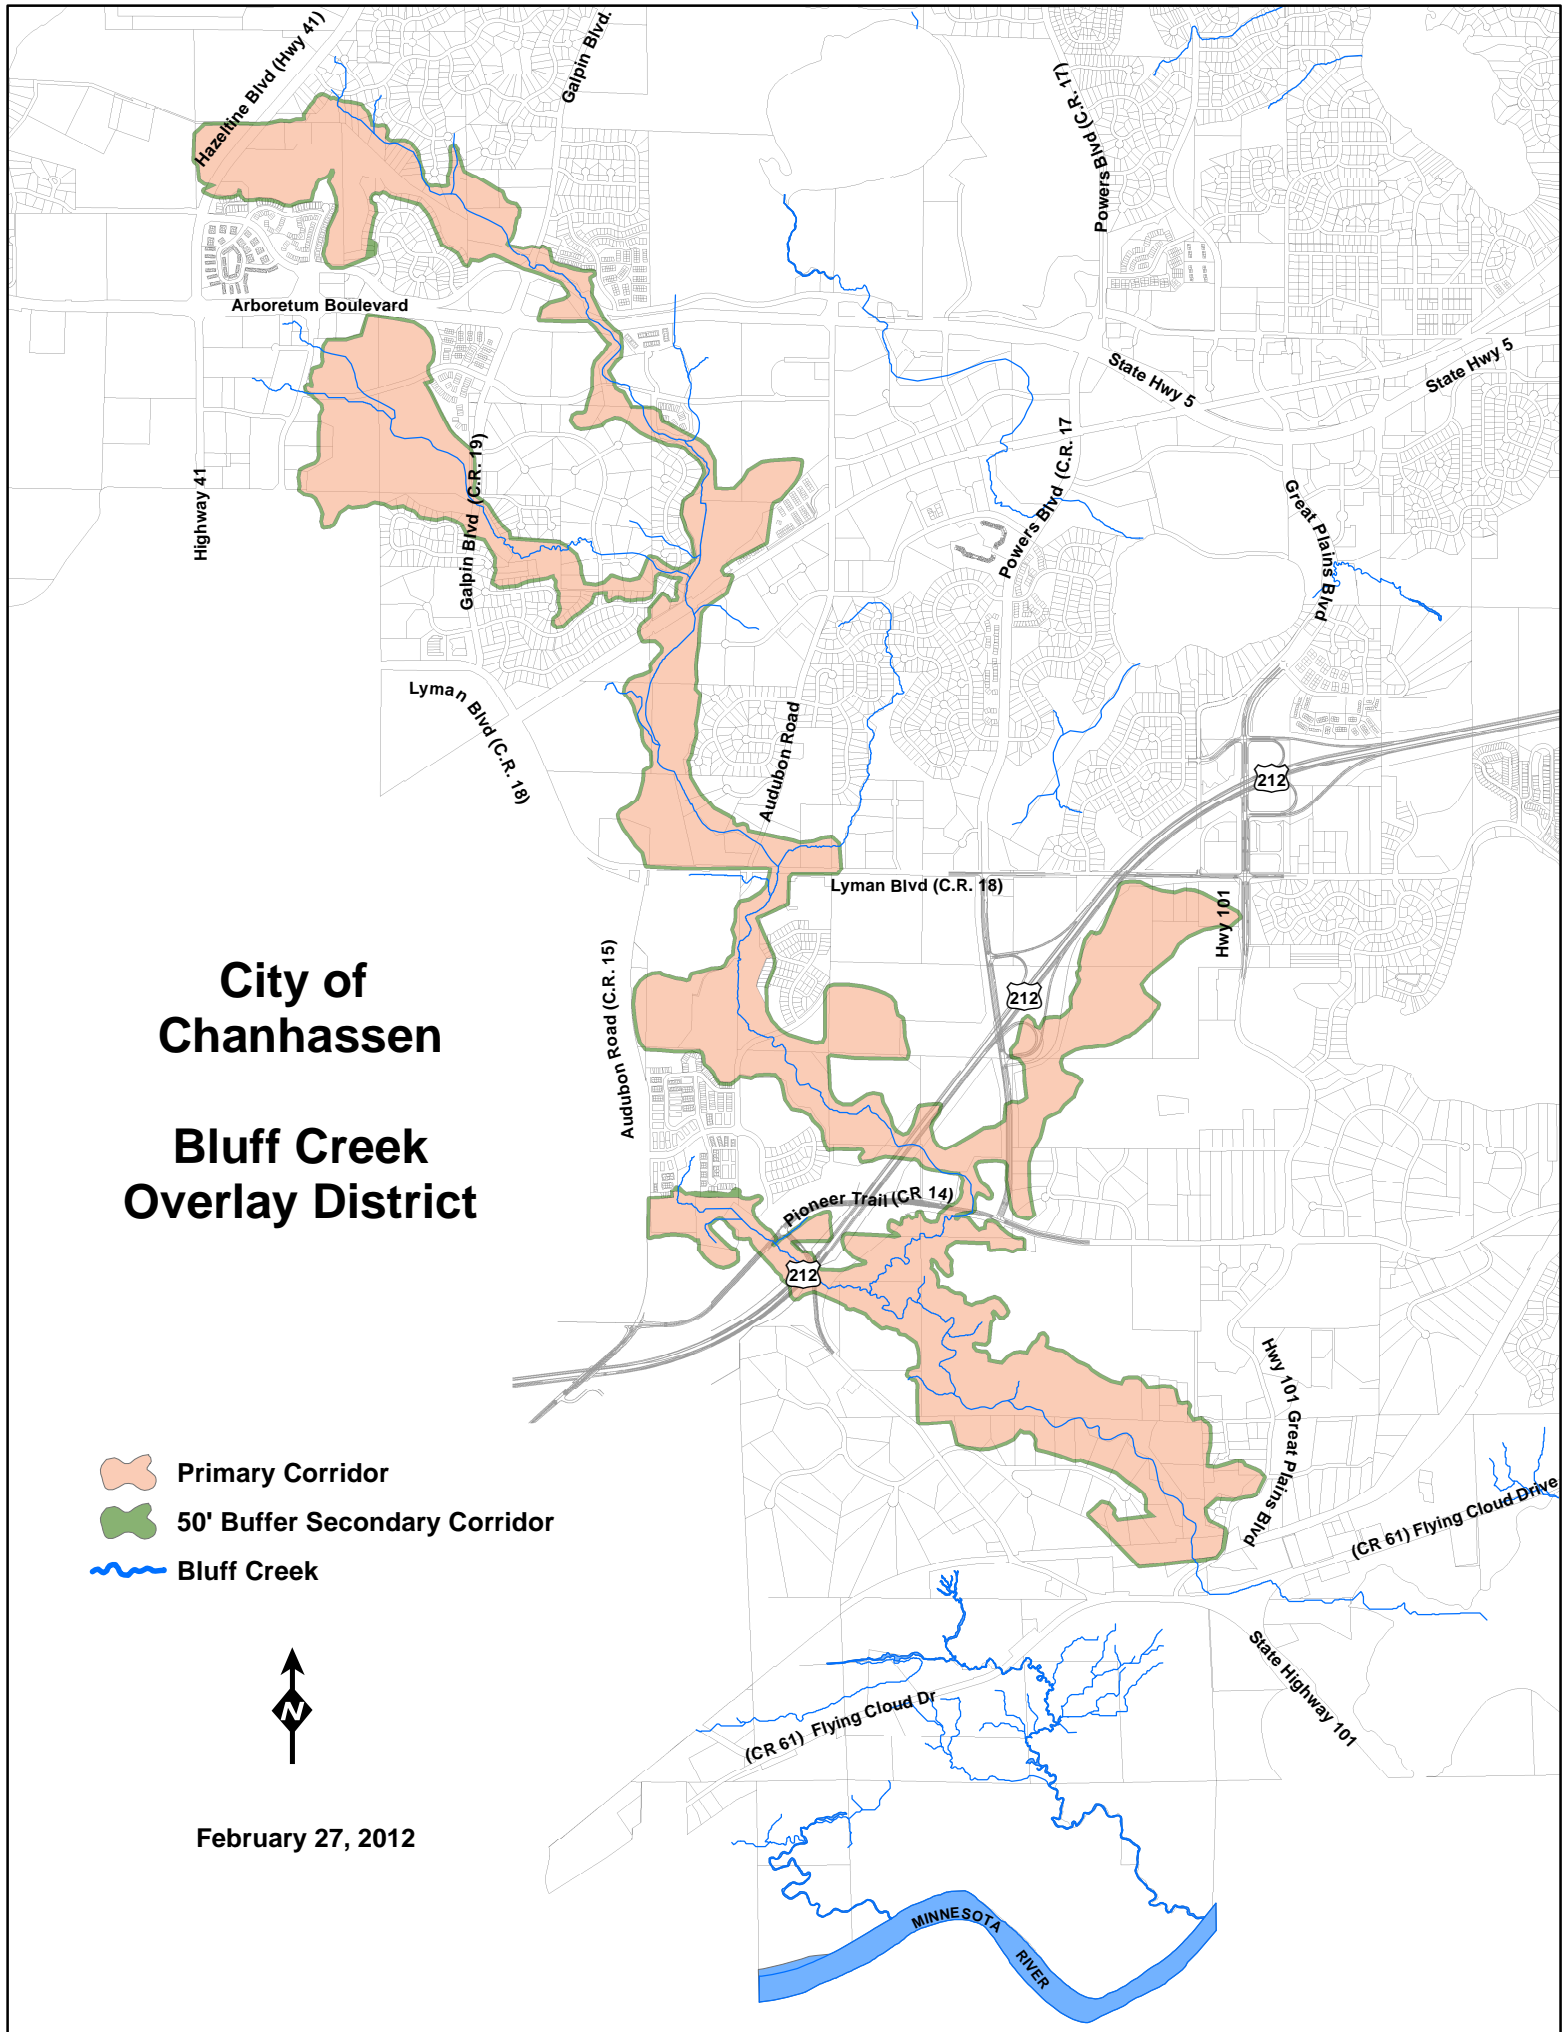 Hazeltine Blvd (Hwy 41)
Galpin Blvd.
Powers Blvd (C.R. 17)
Arboretum Boulevard
State Hwy 5
State Hwy 5
Highway 41
Galpin Blvd (C.R. 19)
Powers Blvd (C.R. 17
Great Plains Blvd
Lyman Blvd (C.R. 18)
Audubon Road
212
Lyman Blvd (C.R. 18)
Hwy 101
212
Audubon Road (C.R. 15)
City of
Chanhassen
Bluff Creek
Overlay District
Pioneer Trail (CR 14)
212
Hwy 101 Great Plains Blvd
Primary Corridor
50' Buffer Secondary Corridor
Bluff Creek
(CR 61) Flying Cloud Drive
State Highway 101
(CR 61) Flying Cloud Dr
N
February 27, 2012
MINNESOTA
RIVER